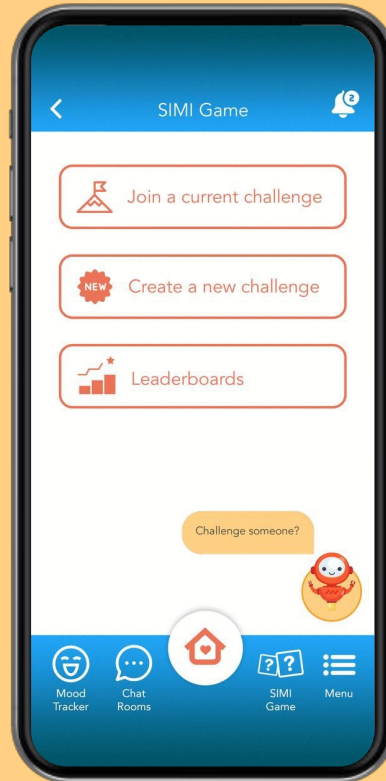 SIMI Game
2
Join a current challenge
NEW
Create a new challenge
Leaderboards
Challenge someone?
Mood
Tracker
Chat
Rooms
? ?
SIMI
Game
Menu